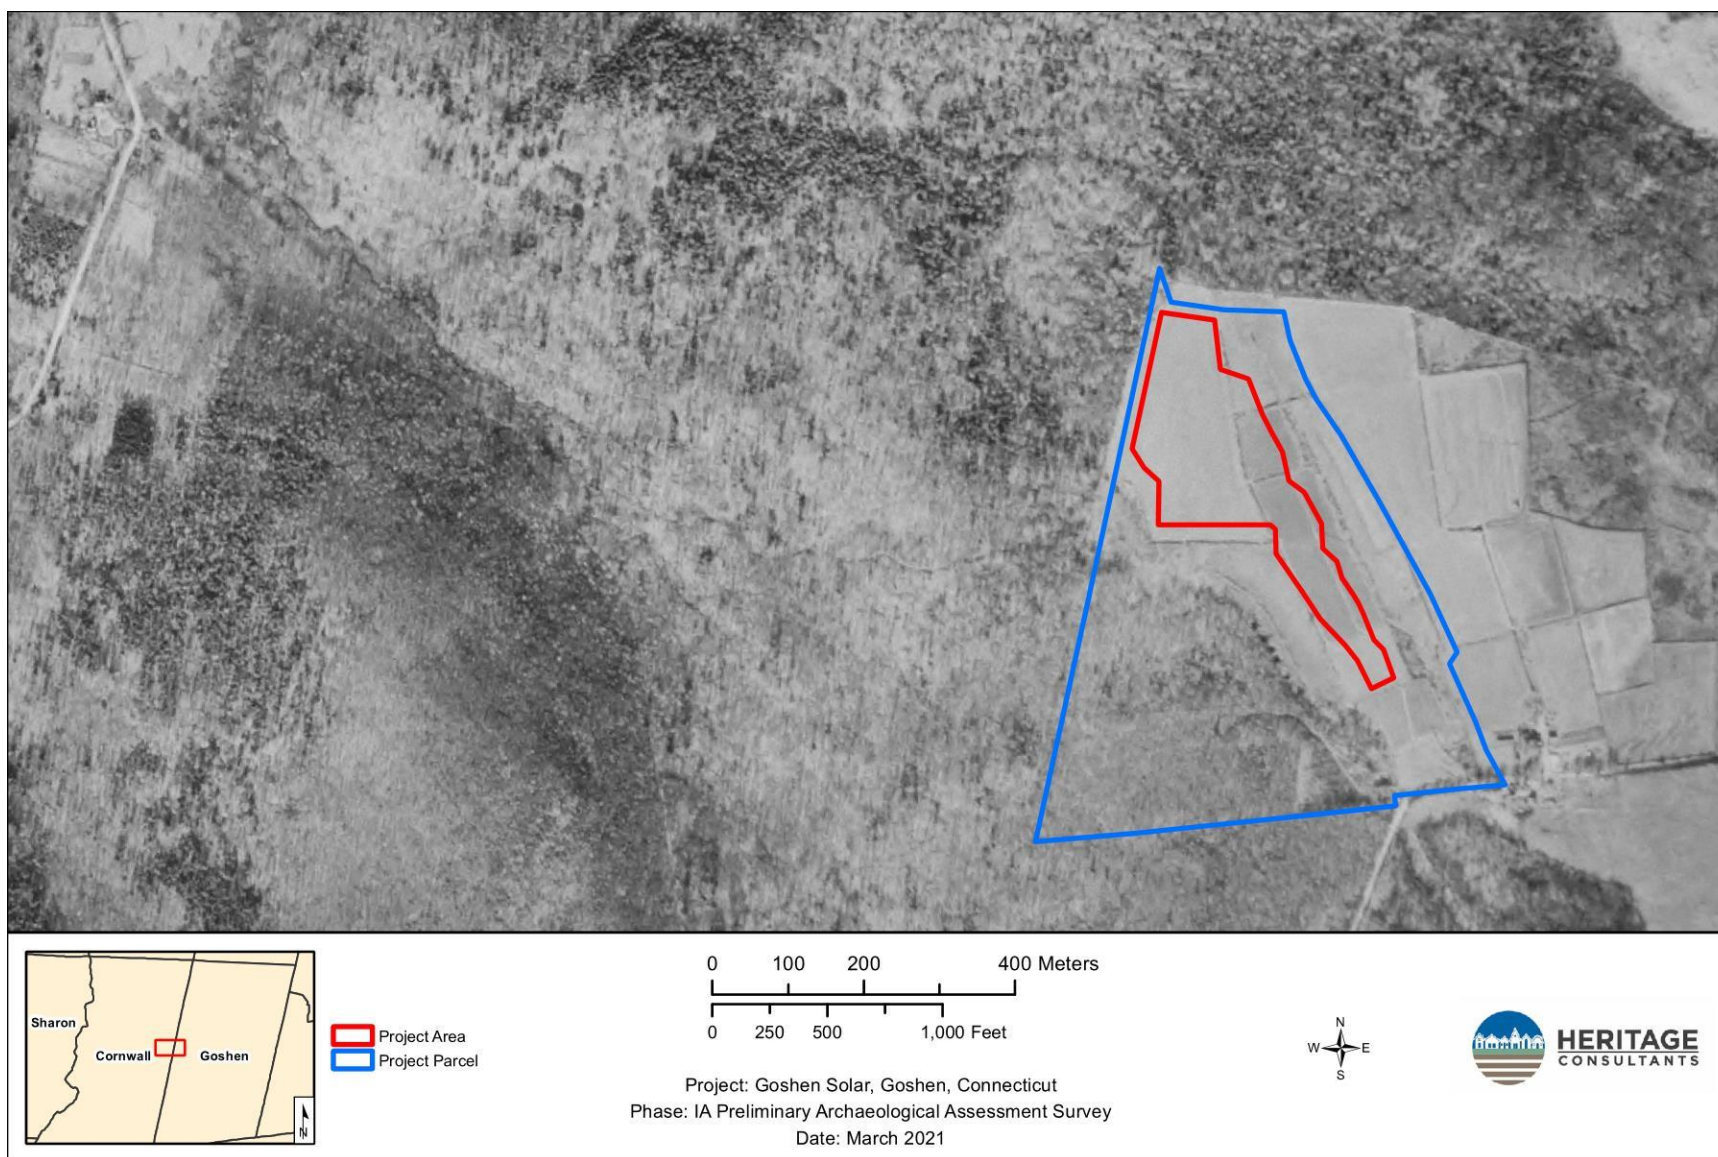 Sharon
Cornwall
Goshen
N
Project Area
Project Parcel
0 100 200 400 Meters
0 250 500 1,000 Feet
Project: Goshen Solar, Goshen, Connecticut
Phase: IA Preliminary Archaeological Assessment Survey
Date: March 2021
N
W E
S
HERITAGE
CONSULTANTS